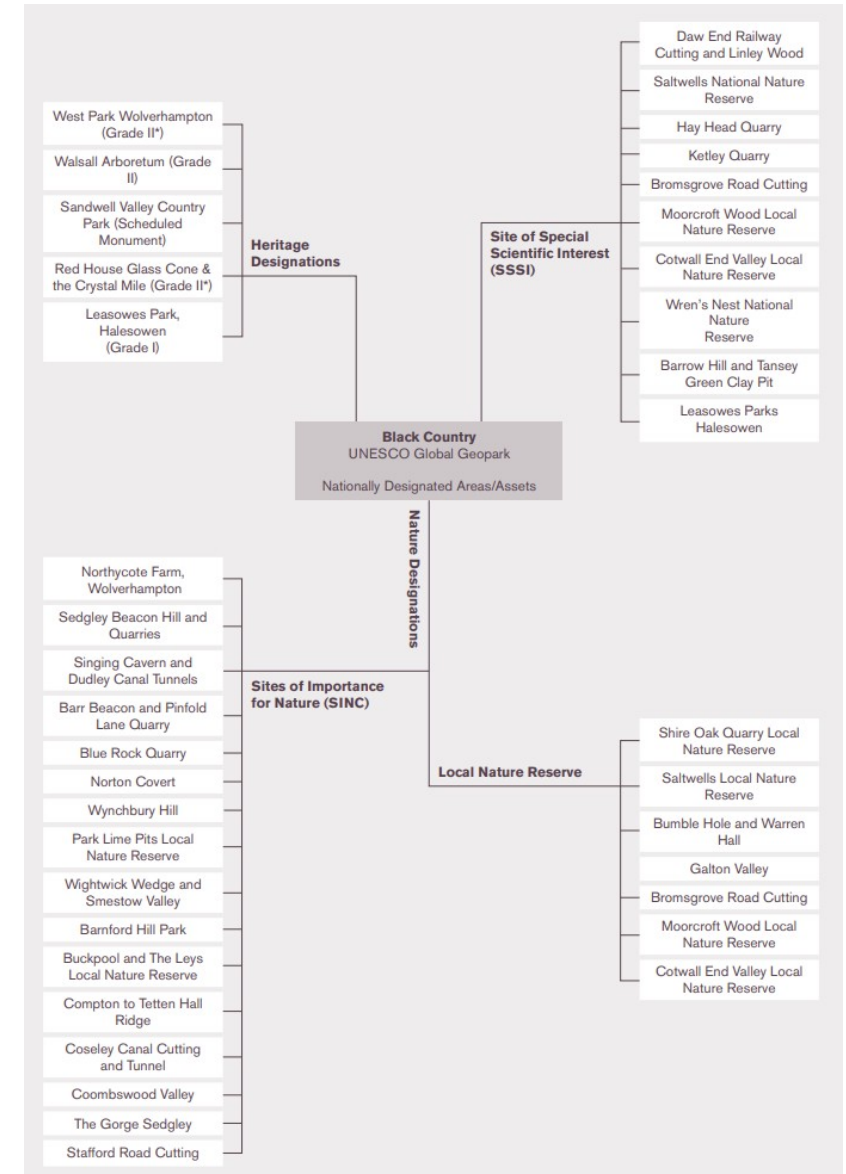 West Park Wolverhampton
(Grade II*)
Walsall Arboretum (Grade
II)
Sandwell Valley Country
Park (Scheduled
Monument)
Red House Glass Cone &
the Crystal Mile (Grade II*)
Leasowes Park,
Halesowen
(Grade I)
Heritage
Designations
Daw End Railway
Cutting and Linley Wood
Saltwells National Nature
Reserve
Hay Head Quarry
Ketley Quarry
Bromsgrove Road Cutting
Moorcroft Wood Local
Nature Reserve
Cotwall End Valley Local
Nature Reserve
Wren's Nest National
Nature
Reserve
Barrow Hill and Tansey
Green Clay Pit
Leasowes Parks
Halesowen
Site of Special
Scientific Interest
(SSSI)
Black Country
UNESCO Global Geopark
Nationally Designated Areas/Assets
Nature Designations
Northycote Farm,
Wolverhampton
Sedgley Beacon Hill and
Quarries
Singing Cavern and
Dudley Canal Tunnels
Barr Beacon and Pinfold
Lane Quarry
Blue Rock Quarry
Norton Covert
Wynchbury Hill
Park Lime Pits Local
Nature Reserve
Wightwick Wedge and
Smestow Valley
Barnford Hill Park
Buckpool and The Leys
Local Nature Reserve
Compton to Tetten Hall
Ridge
Coseley Canal Cutting
and Tunnel
Coombswood Valley
The Gorge Sedgley
Stafford Road Cutting
Sites of Importance
for Nature (SINC)
Local Nature Reserve
Shire Oak Quarry Local
Nature Reserve
Saltwells Local Nature
Reserve
Bumble Hole and Warren
Hall
Galton Valley
Bromsgrove Road Cutting
Moorcroft Wood Local
Nature Reserve
Cotwall End Valley Local
Nature Reserve